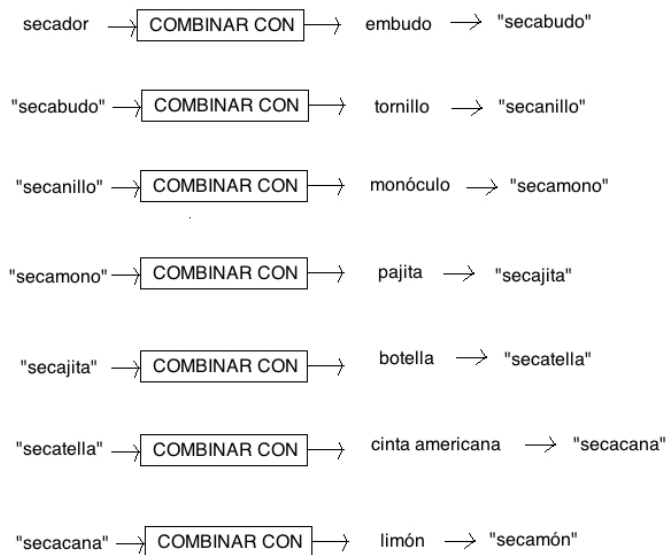 secador COMBINAR CON embudo "secabudo"
"secabudo" COMBINAR CON tornillo "secanillo"
"secanillo" COMBINAR CON monóculo "secamono"
"secamono" COMBINAR CON pajita "secajita"
"secajita" COMBINAR CON botella "secatella"
"secatella" COMBINAR CON cinta americana "secacana"
"secacana" COMBINAR CON limón "secamón"